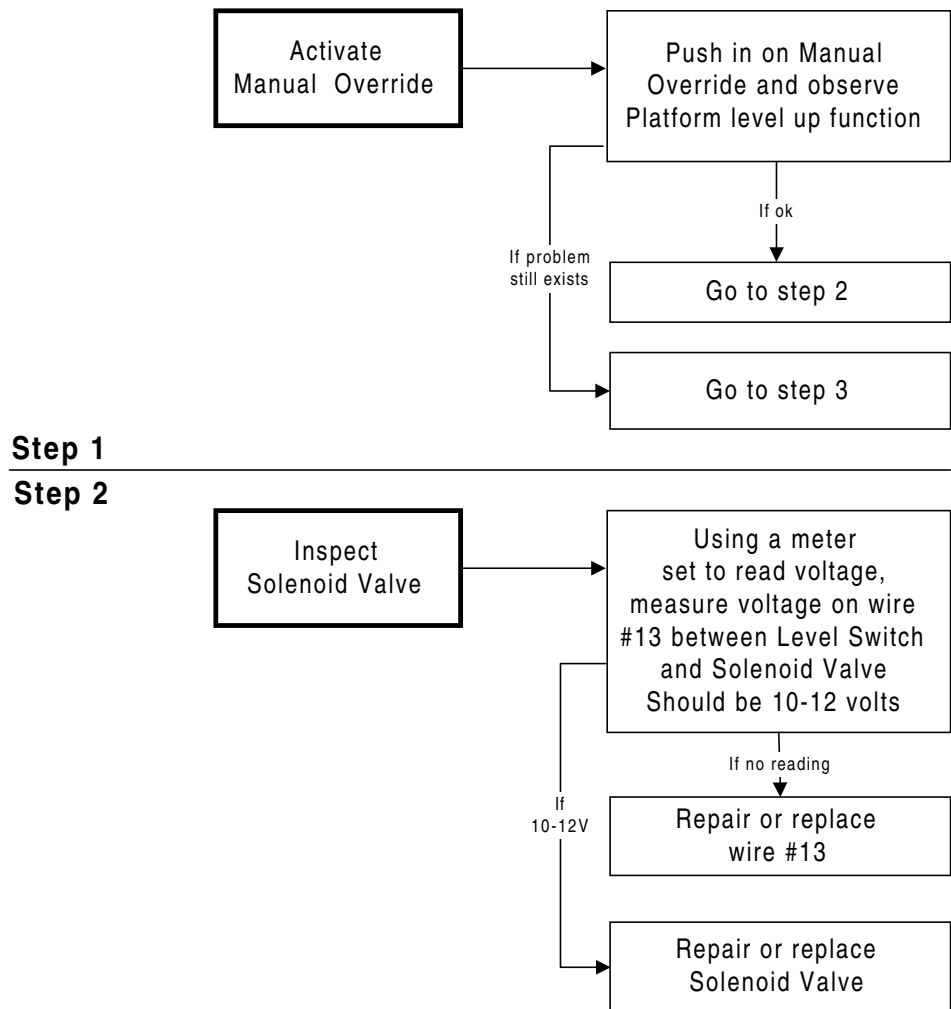 Activate
Manual Override
Push in on Manual
Override and observe
Platform level up function
If ok
If problem
still exists
Go to step 2
Go to step 3
Step 1
Step 2
Inspect
Solenoid Valve
Using a meter
set to read voltage,
measure voltage on wire
#13 between Level Switch
and Solenoid Valve
Should be 10-12 volts
If no reading
If
10-12V
Repair or replace
wire #13
Repair or replace
Solenoid Valve